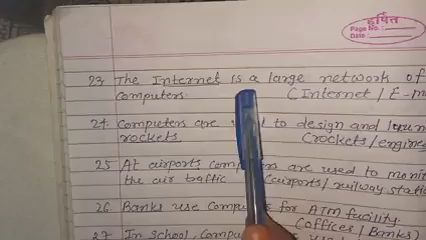 हर्षित
Page No.:
Date:
23 The Internet is a large network of
computers. (Internet / E-m
24 Computers are to design and
rockets. (rockets/engine
25 At airports are used to moni
the air traffic (airports/railway stati
26 Banks use for ATM facility.
(offices/Banks)
27 In School,